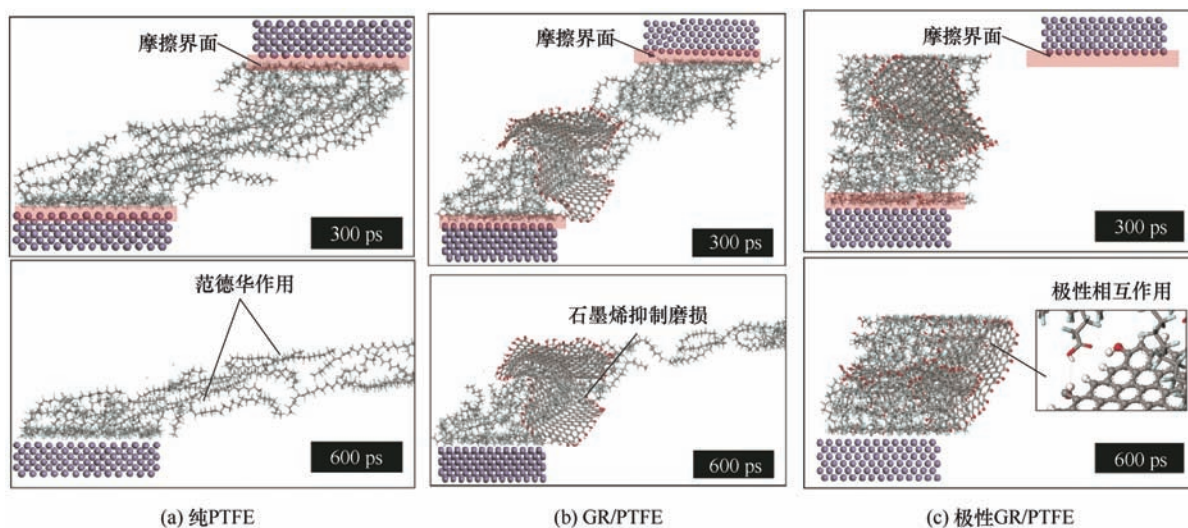 摩擦界面
300 ps
摩擦界面
300 ps
摩擦界面
300 ps
范德华作用
600 ps
石墨烯抑制磨损
600 ps
极性相互作用
600 ps
(a) 纯PTFE
(b) GR/PTFE
(c) 极性GR/PTFE